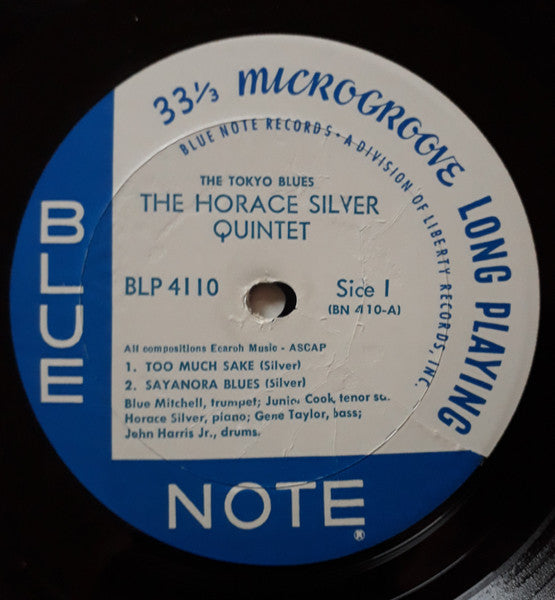 33⅓ MICROGROOVE LONG PLAYING
BLUE NOTE RECORDS • A DIVISION OF LIBERTY RECORDS, INC.
THE TOKYO BLUES
THE HORACE SILVER
QUINTET
BLP 4110
Side 1
(BN 4110-A)
All compositions Ecaroh Music - ASCAP
1. TOO MUCH SAKE (Silver)
2. SAYANORA BLUES (Silver)
Blue Mitchell, trumpet; Junior Cook, tenor sax.
Horace Silver, piano; Gene Taylor, bass;
John Harris Jr., drums.
BLUE
NOTE®